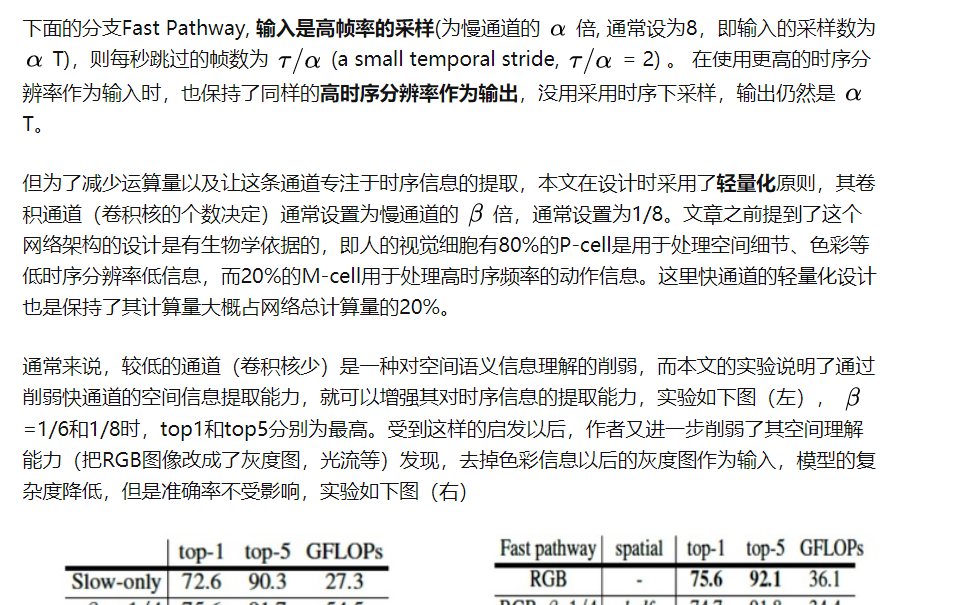 下面的分支Fast Pathway, 输入是高帧率的采样(为慢通道的 α 倍, 通常设为8，即输入的采样数为
α T)，则每秒跳过的帧数为 τ/α (a small temporal stride, τ/α = 2) 。 在使用更高的时序分
辨率作为输入时，也保持了同样的高时序分辨率作为输出，没用采用时序下采样，输出仍然是 α
T。
但为了减少运算量以及让这条通道专注于时序信息的提取，本文在设计时采用了轻量化原则，其卷
积通道（卷积核的个数决定）通常设置为慢通道的 β 倍，通常设置为1/8。文章之前提到了这个
网络架构的设计是有生物学依据的，即人的视觉细胞有80%的P-cell是用于处理空间细节、色彩等
低时序分辨率低信息，而20%的M-cell用于处理高时序频率的动作信息。这里快通道的轻量化设计
也是保持了其计算量大概占网络总计算量的20%。
通常来说，较低的通道（卷积核少）是一种对空间语义信息理解的削弱，而本文的实验说明了通过
削弱快通道的空间信息提取能力，就可以增强其对时序信息的提取能力，实验如下图（左）， β
=1/6和1/8时，top1和top5分别为最高。受到这样的启发以后，作者又进一步削弱了其空间理解
能力（把RGB图像改成了灰度图，光流等）发现，去掉色彩信息以后的灰度图作为输入，模型的复
杂度降低，但是准确率不受影响，实验如下图（右）
top-1 top-5 GFLOPs
Slow-only 72.6 90.3 27.3
Fast pathway spatial top-1 top-5 GFLOPs
RGB - 75.6 92.1 36.1